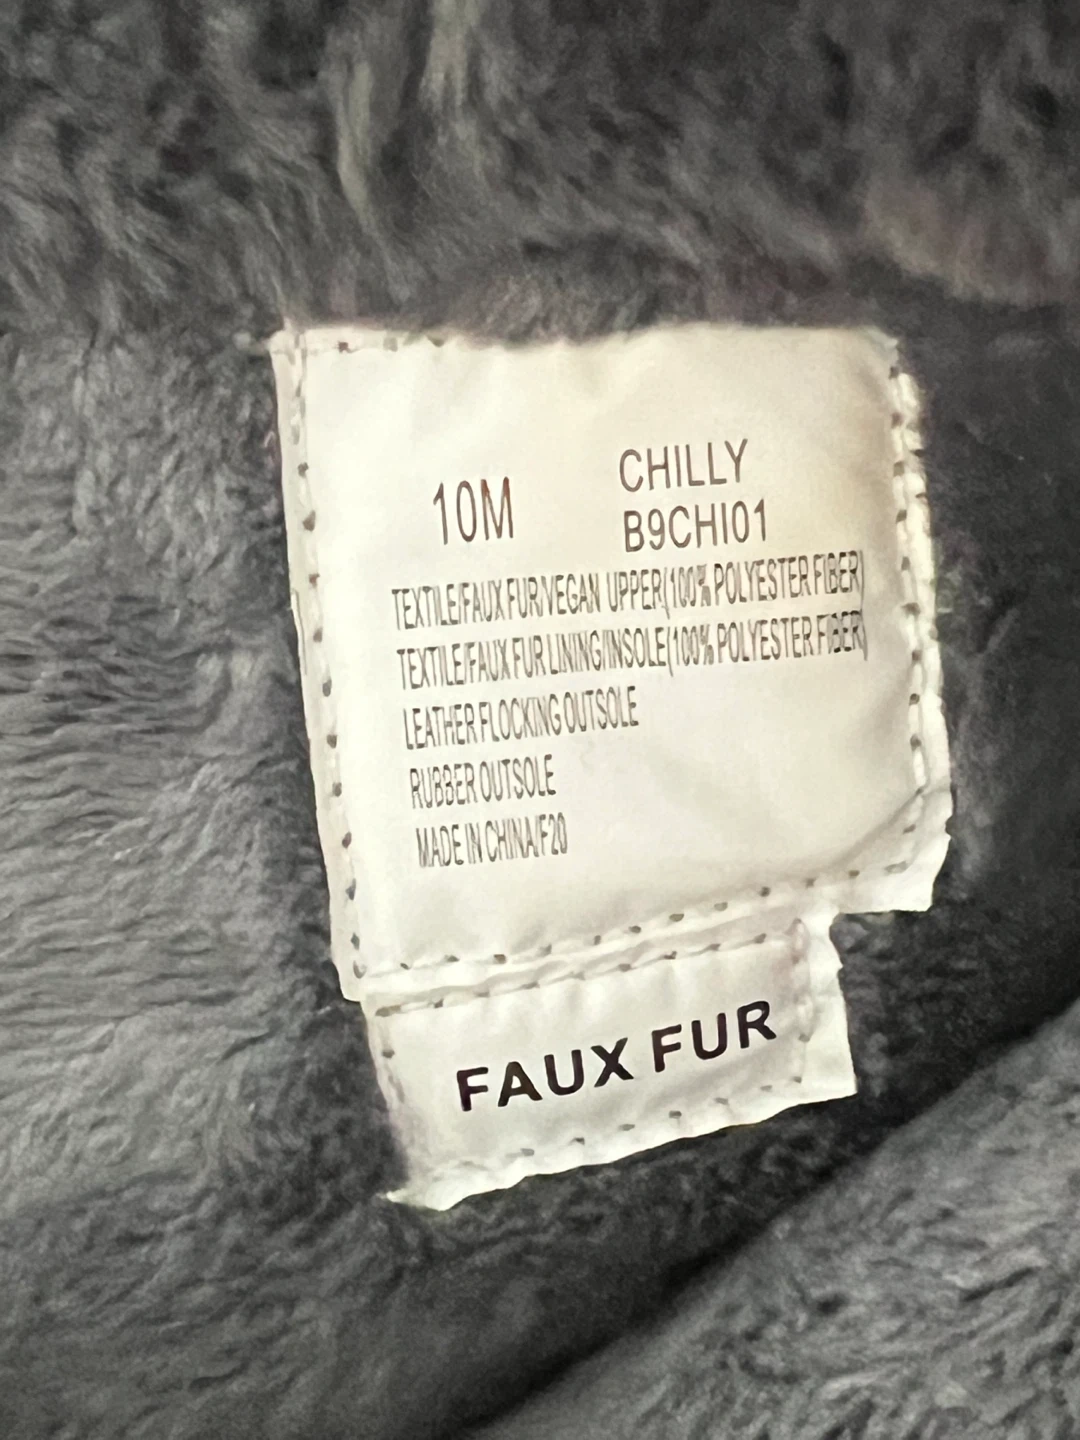 10M
CHILLY
B9CHI01
TEXTILE/FAUX FUR/VEGAN UPPER(100% POLYESTER FIBER)
TEXTILE/FAUX FUR LINING/INSOLE(100% POLYESTER FIBER)
LEATHER FLOCKING OUTSOLE
RUBBER OUTSOLE
MADE IN CHINA/F20
FAUX FUR